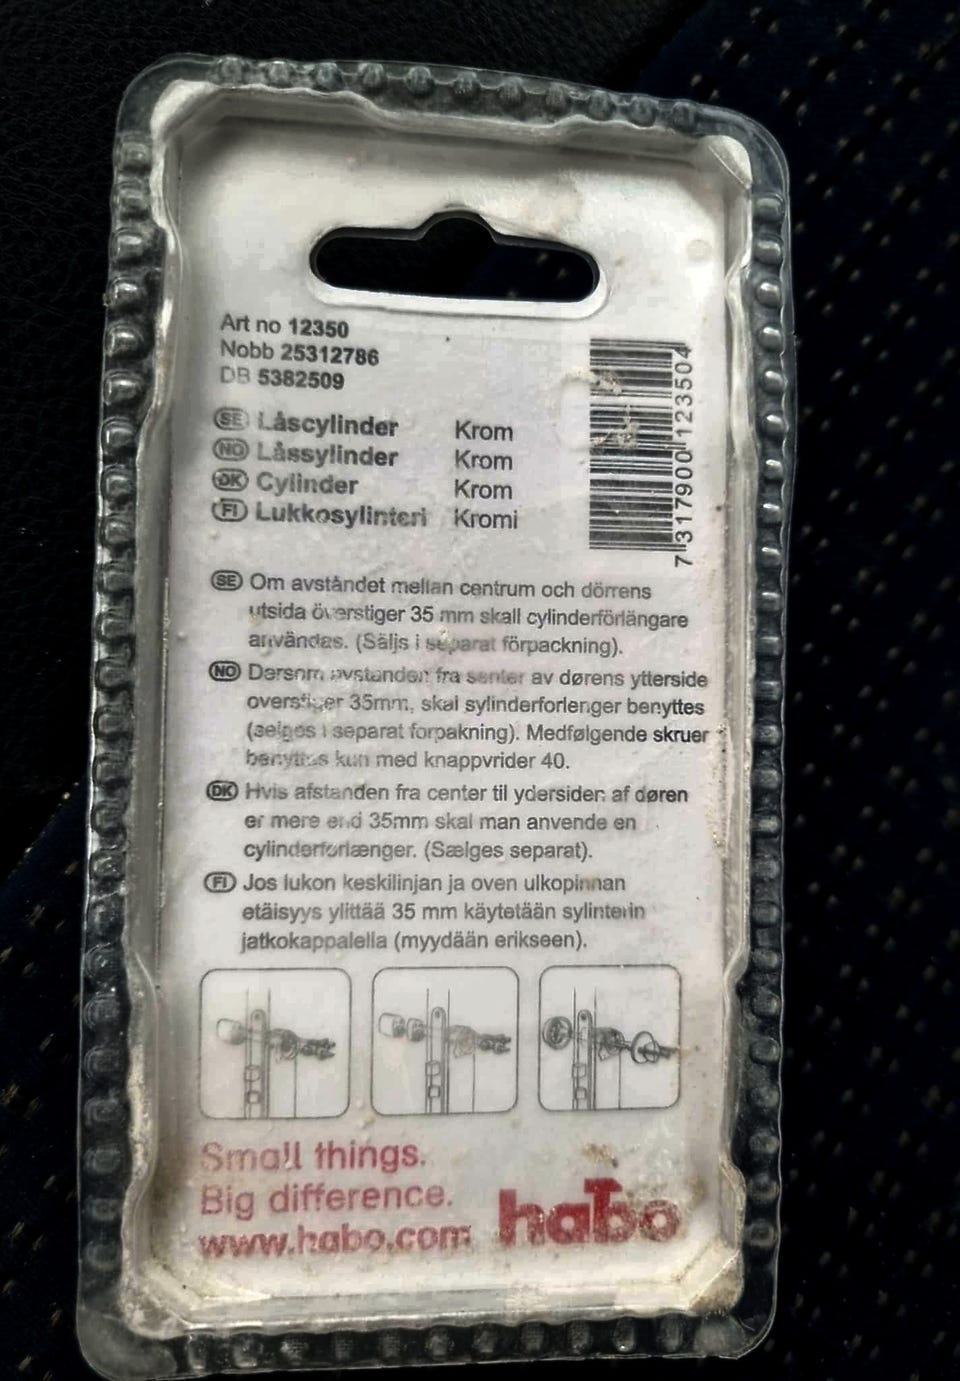 Art no 12350
Nobb 25312786
DB 5382509
SE Låscylinder Krom
NO Låssylinder Krom
DK Cylinder Krom
FI Lukkosylinteri Kromi
7 317900 123504
SE Om avståndet mellan centrum och dörrens
utsida överstiger 35 mm skall cylinderförlängare
användas. (Säljs i separat förpackning).
NO Dersom avstanden fra senter av dørens ytterside
overstiger 35mm, skal sylinderforlenger benyttes
(selges i separat forpakning). Medfølgende skruer
benyttes kun med knappvrider 40.
DK Hvis afstanden fra center til ydersiden af døren
er mere end 35mm skal man anvende en
cylinderforlænger. (Sælges separat).
FI Jos lukon keskilinjan ja oven ulkopinnan
etäisyys ylittää 35 mm käytetään sylinterin
jatkokappalella (myydään erikseen).
Small things.
Big difference.
www.habo.com
habo